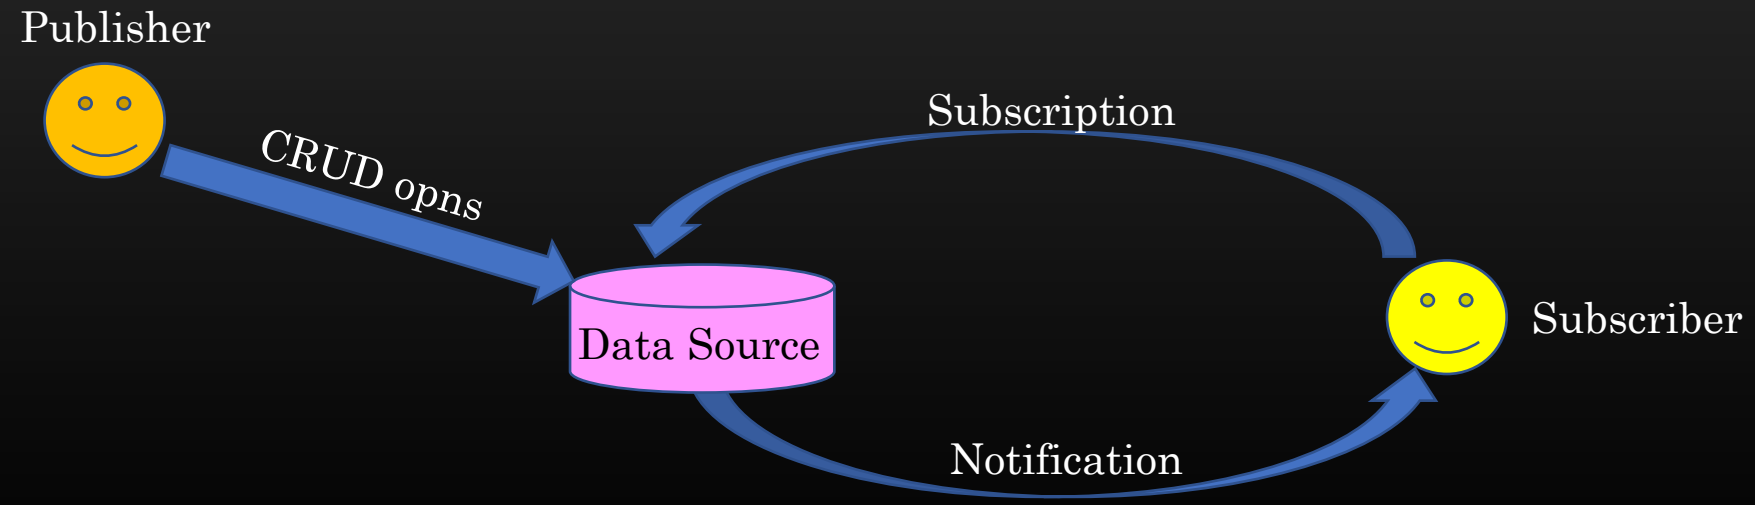 Publisher
CRUD opns
Subscription
Data Source
Subscriber
Notification